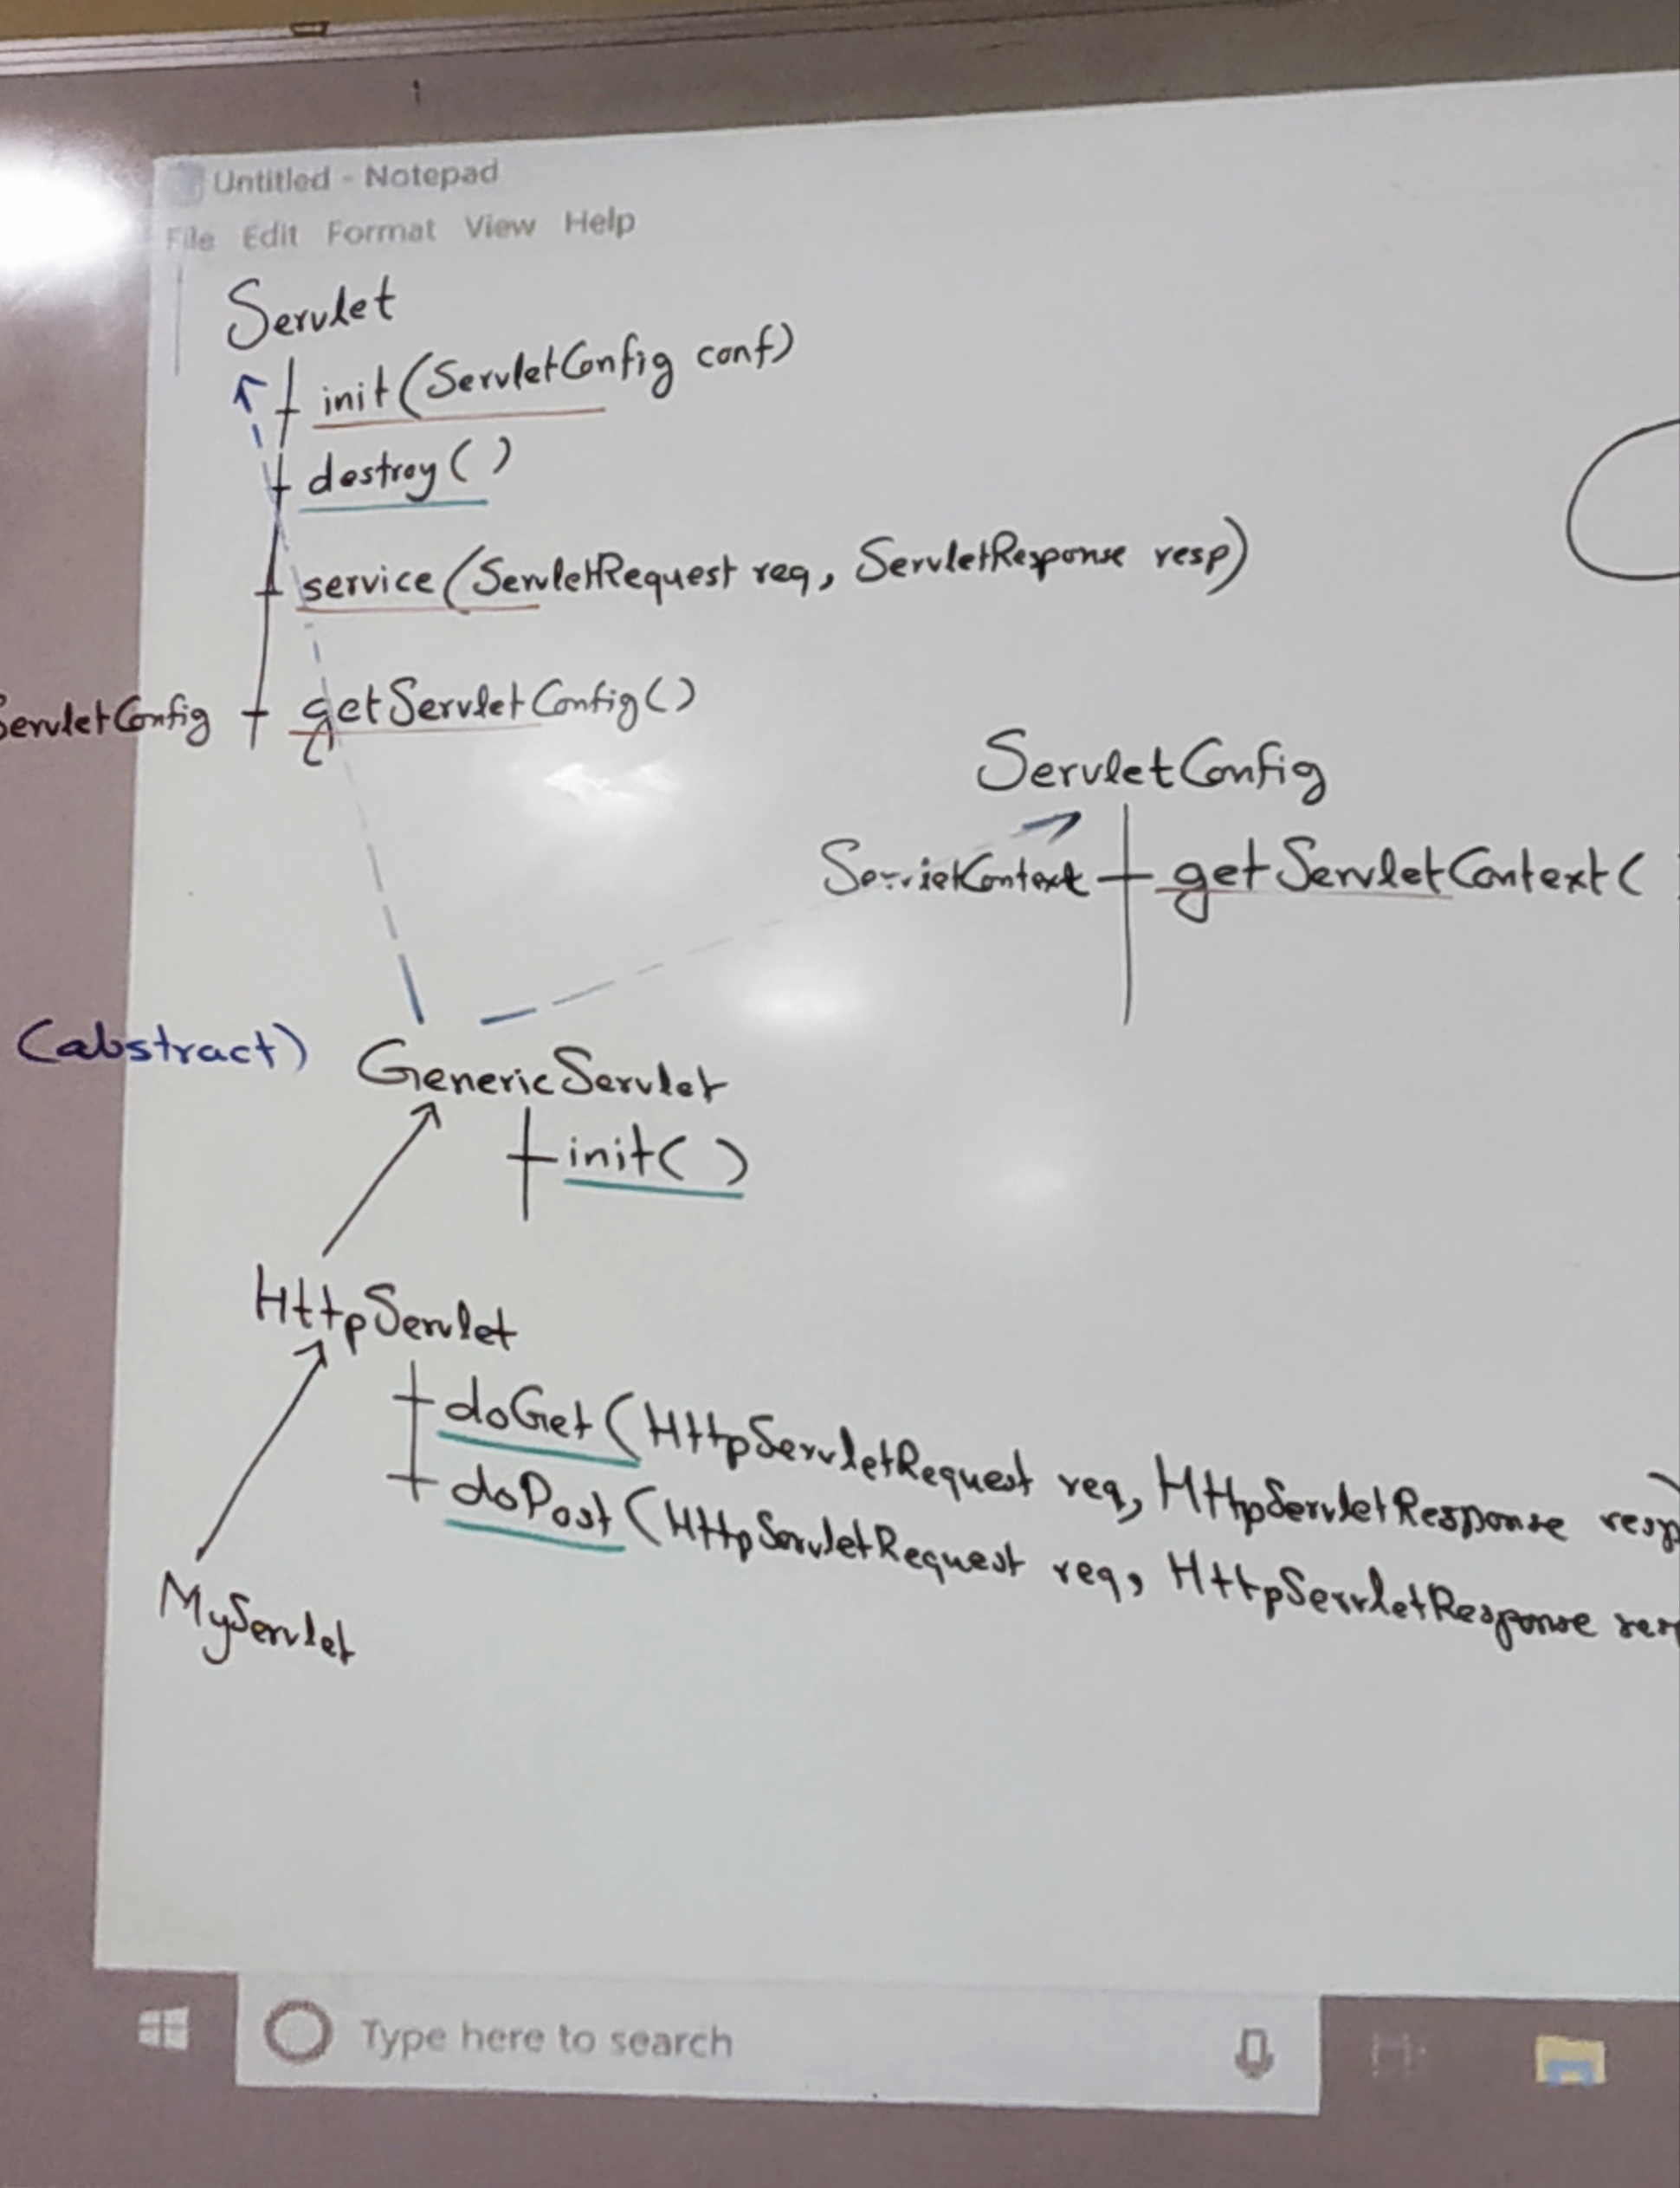 Untitled - Notepad
File Edit Format View Help
Servlet
init(ServletConfig conf)
destroy()
service(ServletRequest req, ServletResponse resp)
ServletConfig getServletConfig()
ServletConfig
ServletContext getServletContext(
(abstract) GenericServlet
init()
HttpServlet
doGet(HttpServletRequest req, HttpServletResponse resp)
doPost(HttpServletRequest req, HttpServletResponse
MyServlet
Type here to search